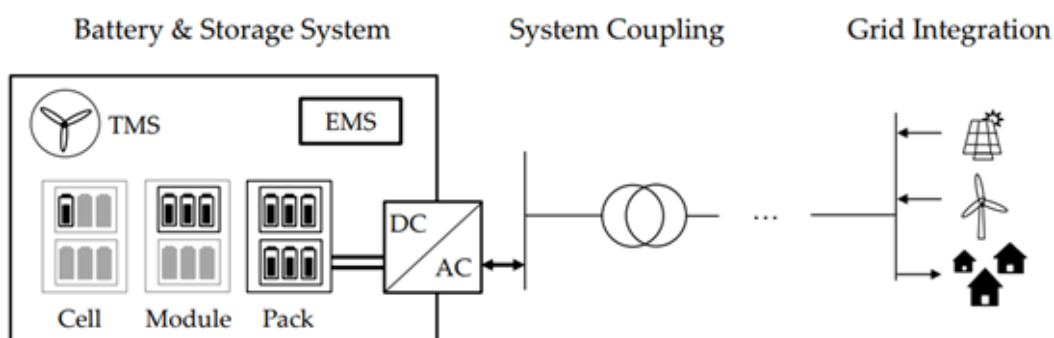 Battery & Storage System
System Coupling
Grid Integration
TMS
EMS
DC
AC
...
Cell
Module
Pack